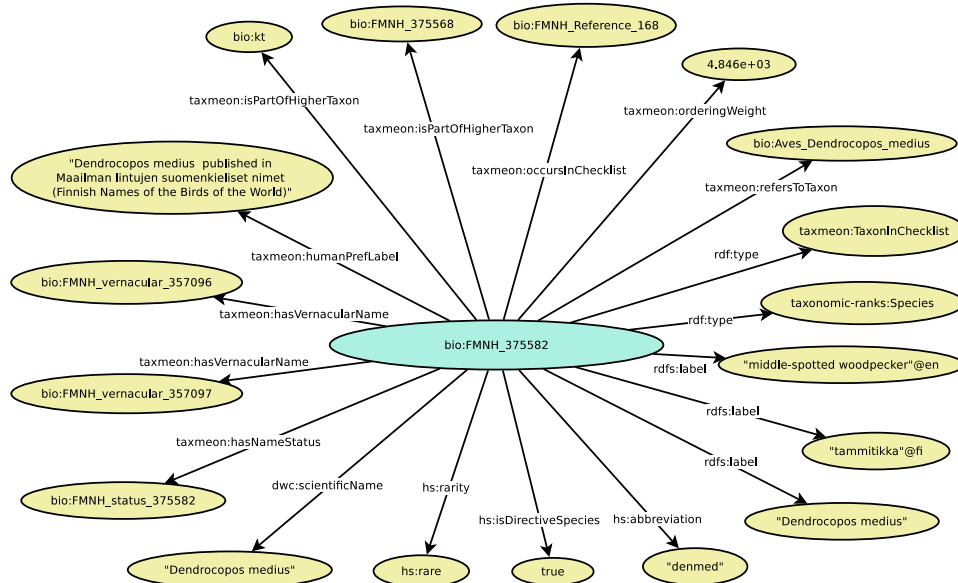 bio:FMNH_375568
bio:FMNH_Reference_168
bio:kt
4.846e+03
taxmeon:isPartOfHigherTaxon
taxmeon:orderingWeight
taxmeon:isPartOfHigherTaxon
bio:Aves_Dendrocopos_medius
"Dendrocopos medius  published in
Maailman lintujen suomenkieliset nimet
(Finnish Names of the Birds of the World)"
taxmeon:occursInChecklist
taxmeon:refersToTaxon
taxmeon:TaxonInChecklist
taxmeon:humanPrefLabel
rdf:type
bio:FMNH_vernacular_357096
taxonomic-ranks:Species
taxmeon:hasVernacularName
rdf:type
bio:FMNH_375582
taxmeon:hasVernacularName
rdfs:label
"middle-spotted woodpecker"@en
bio:FMNH_vernacular_357097
rdfs:label
taxmeon:hasNameStatus
"tammitikka"@fi
rdfs:label
dwc:scientificName
hs:rarity
bio:FMNH_status_375582
hs:isDirectiveSpecies
hs:abbreviation
"Dendrocopos medius"
"Dendrocopos medius"
hs:rare
true
"denmed"